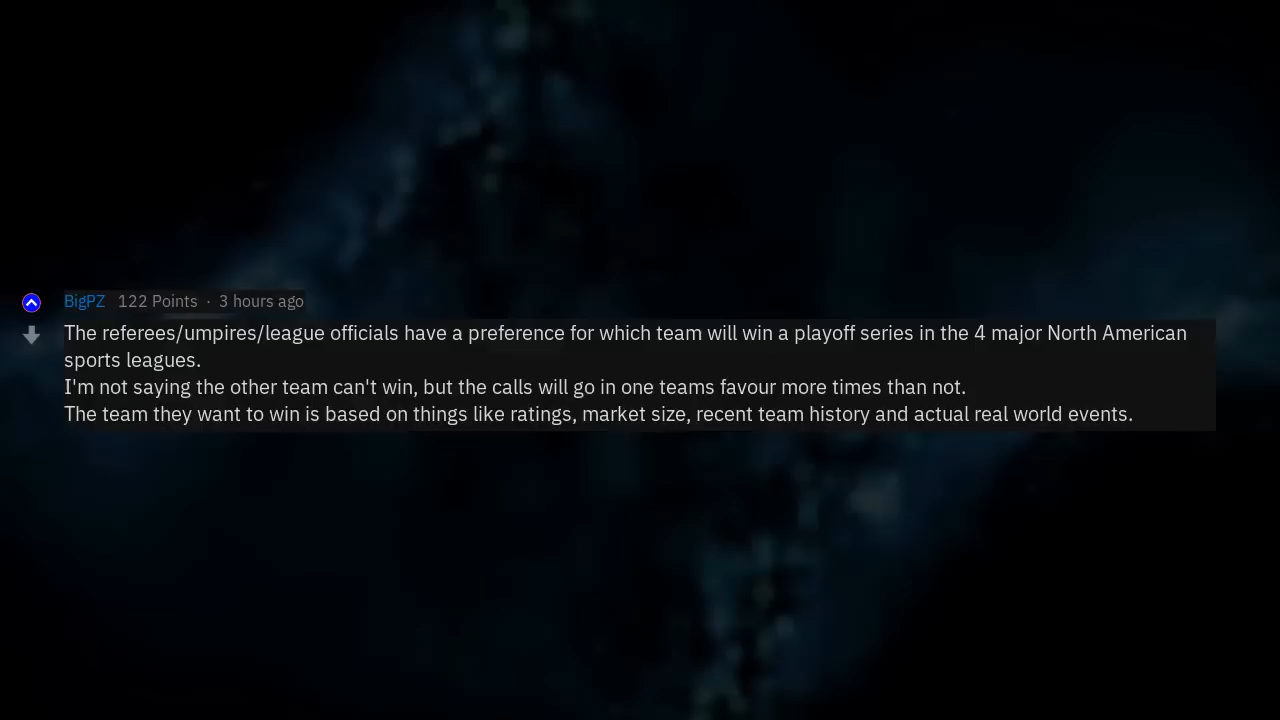 BigPZ 122 Points · 3 hours ago
The referees/umpires/league officials have a preference for which team will win a playoff series in the 4 major North American
sports leagues.
I'm not saying the other team can't win, but the calls will go in one teams favour more times than not.
The team they want to win is based on things like ratings, market size, recent team history and actual real world events.